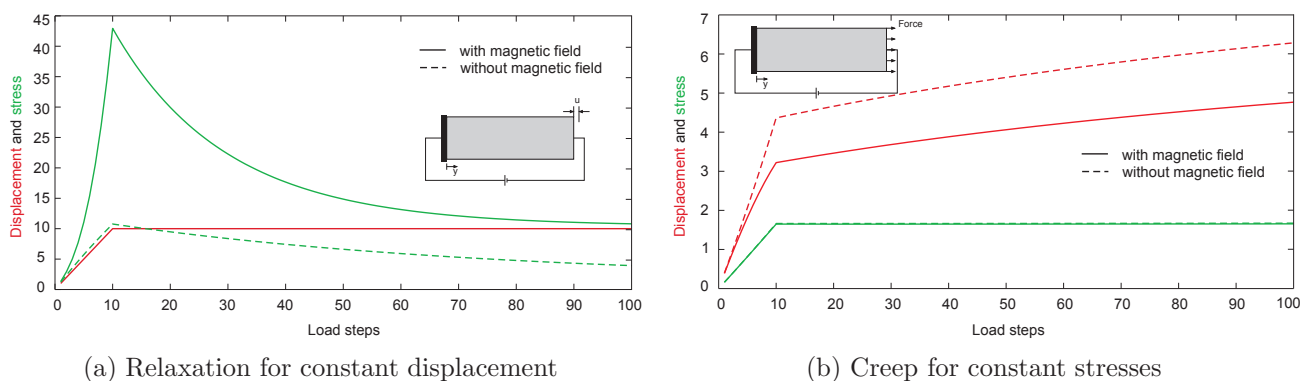 45
40
35
30
25
20
15
10
5
0
Displacement and stress
with magnetic field
without magnetic field
u
y
0 10 20 30 40 50 60 70 80 90 100
Load steps
(a) Relaxation for constant displacement
7
6
5
4
3
2
1
0
Displacement and stress
Force
y
with magnetic field
without magnetic field
0 10 20 30 40 50 60 70 80 90 100
Load steps
(b) Creep for constant stresses